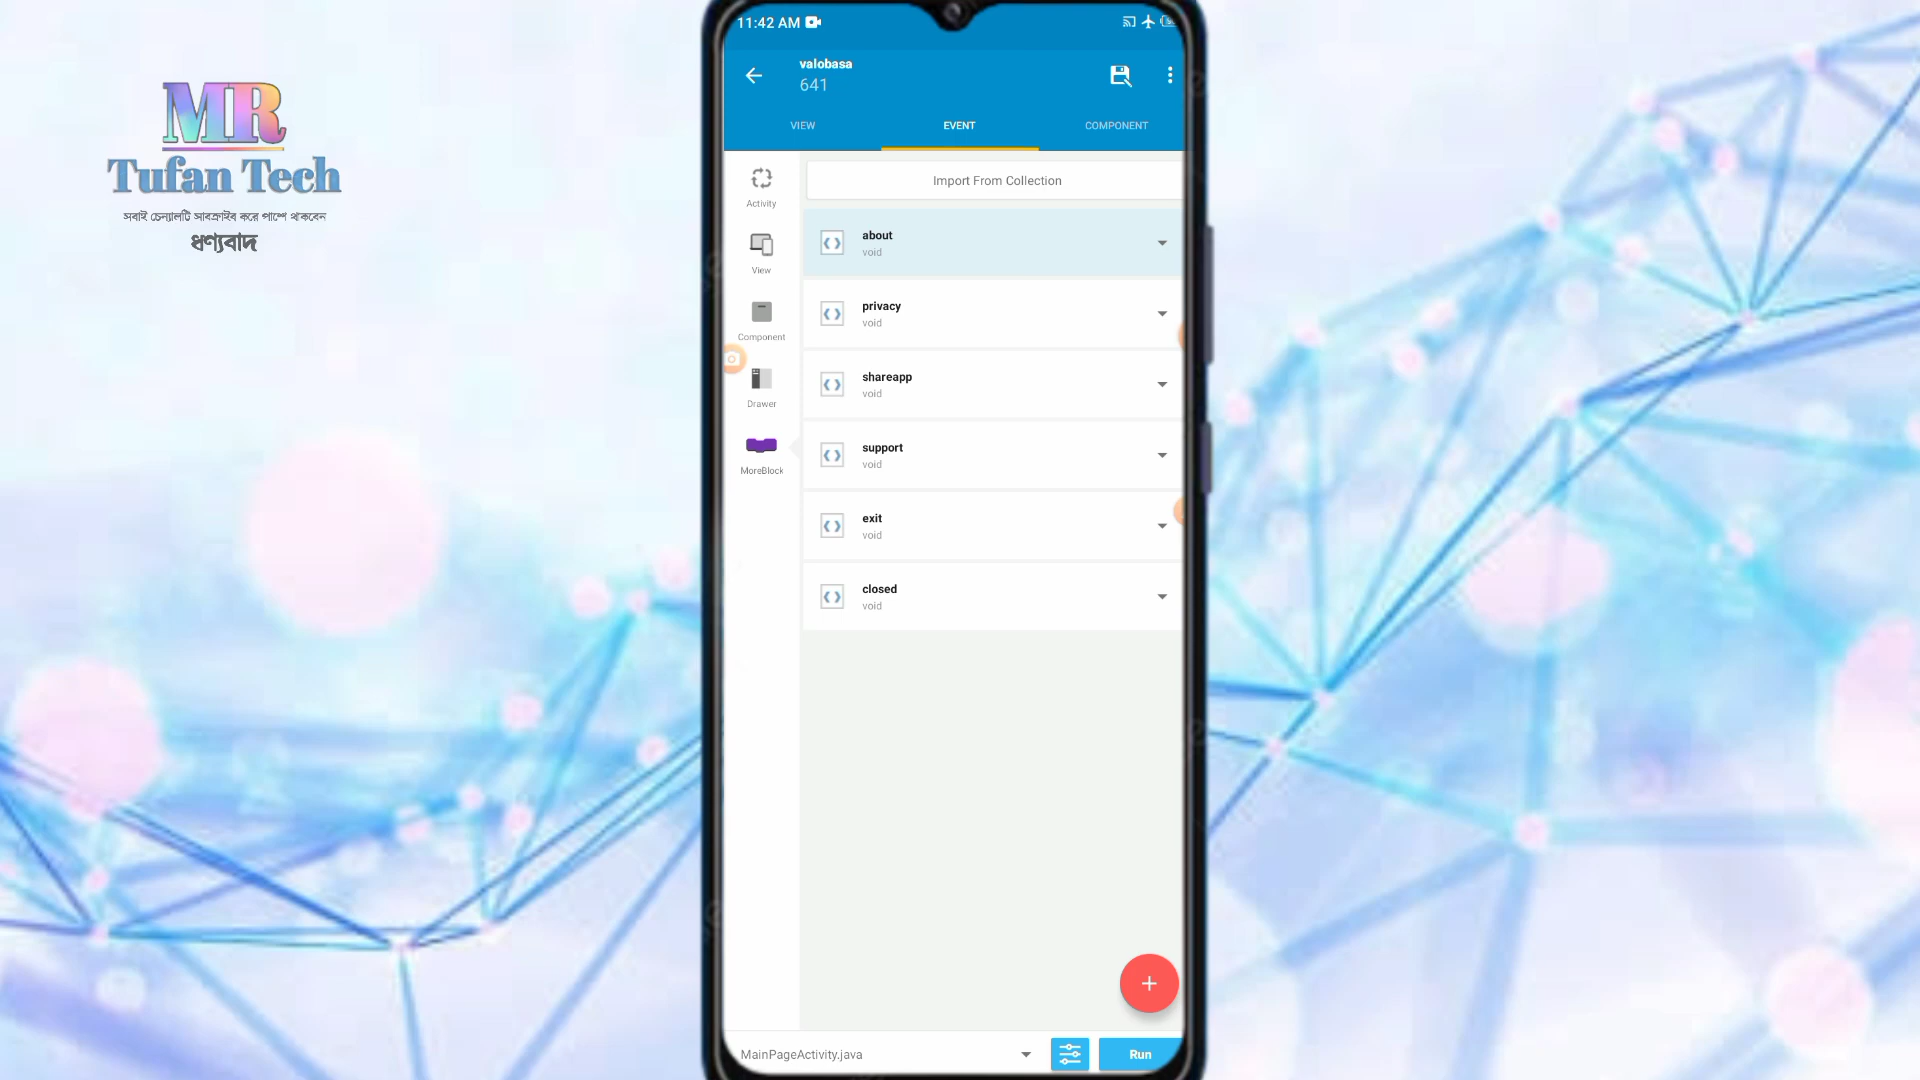 MR
Tufan Tech
সবাই চেন্যালটি সাবক্রাইব করে পাশে থাকবেন
ধণ্যবাদ
11:42 AM
valobasa
641
VIEW
EVENT
COMPONENT
Activity
View
Component
Drawer
MoreBlock
Import From Collection
about
void
privacy
void
shareapp
void
support
void
exit
void
closed
void
+
MainPageActivity.java
Run